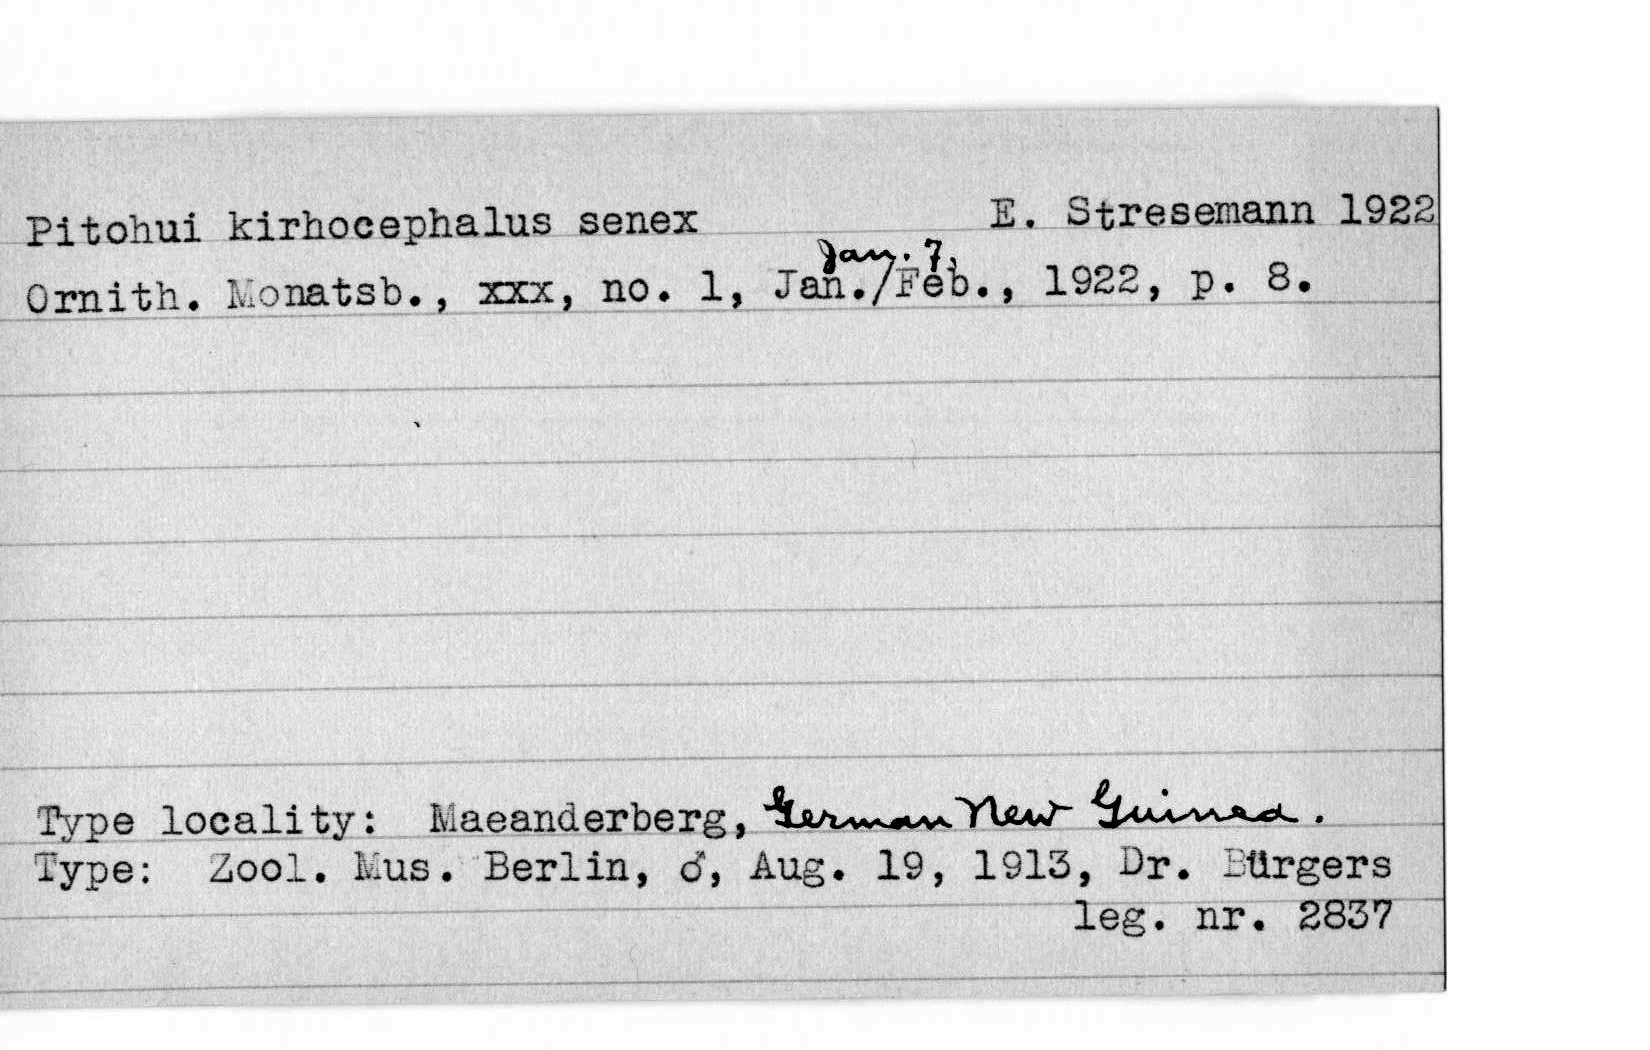 Pitohui kirhocephalus senex E. Stresemann 1922
Jan. 7,
Ornith. Monatsb., xxx, no. 1, Jan./Feb., 1922, p. 8.
Type locality: Maeanderberg, German New Guinea.
Type: Zool. Mus. Berlin, ♂, Aug. 19, 1913, Dr. Bürgers
leg. nr. 2837